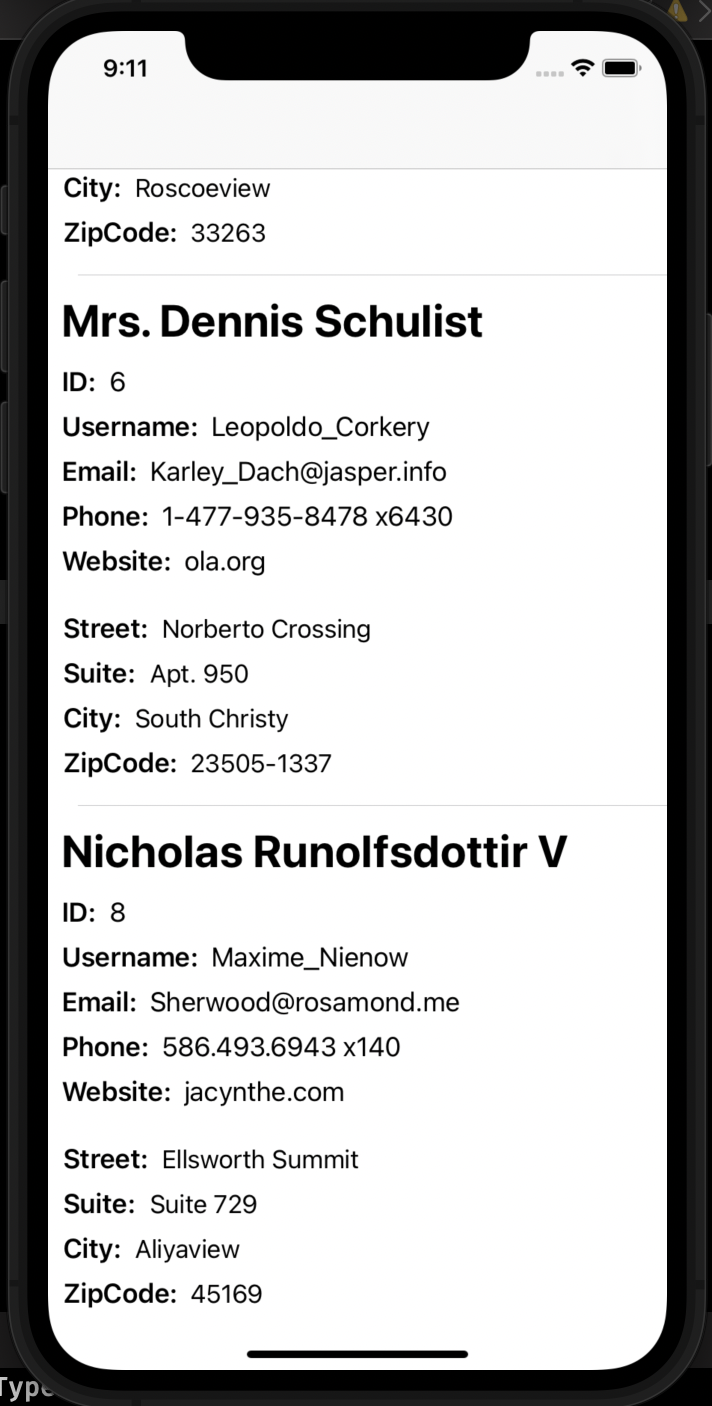 9:11
City: Roscoeview
ZipCode: 33263
Mrs. Dennis Schulist
ID: 6
Username: Leopoldo_Corkery
Email: Karley_Dach@jasper.info
Phone: 1-477-935-8478 x6430
Website: ola.org
Street: Norberto Crossing
Suite: Apt. 950
City: South Christy
ZipCode: 23505-1337
Nicholas Runolfsdottir V
ID: 8
Username: Maxime_Nienow
Email: Sherwood@rosamond.me
Phone: 586.493.6943 x140
Website: jacynthe.com
Street: Ellsworth Summit
Suite: Suite 729
City: Aliyaview
ZipCode: 45169
Type